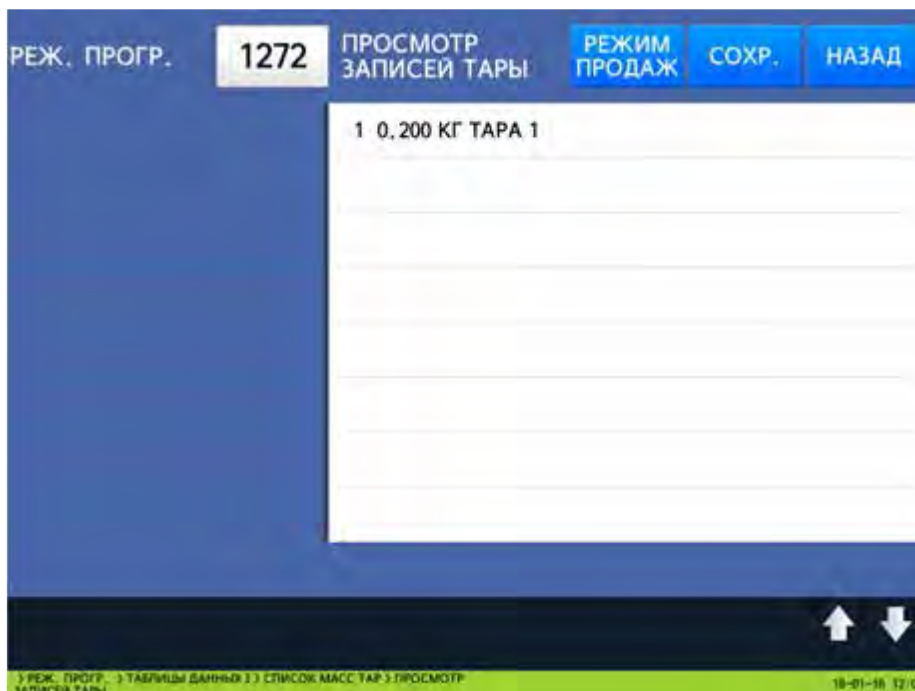 РЕЖ. ПРОГР.
1272
ПРОСМОТР
ЗАПИСЕЙ ТАРЫ
РЕЖИМ
ПРОДАЖ
СОХР.
НАЗАД
1 0,200 КГ ТАРА 1
> РЕЖ. ПРОГР. > ТАБЛИЦЫ ДАННЫХ > СПИСОК МАСС ТАР > ПРОСМОТР
ЗАПИСЕЙ ТАРЫ